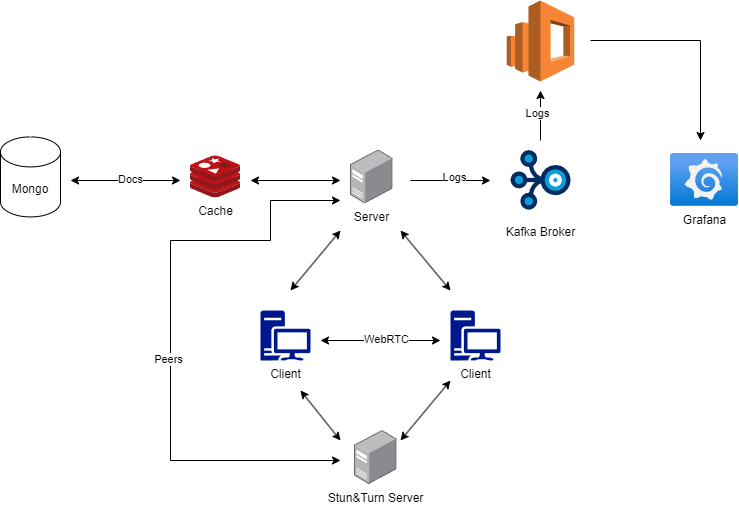 Logs
Mongo
Docs
Cache
Server
Logs
Kafka Broker
Grafana
Peers
Client
WebRTC
Client
Stun&Turn Server